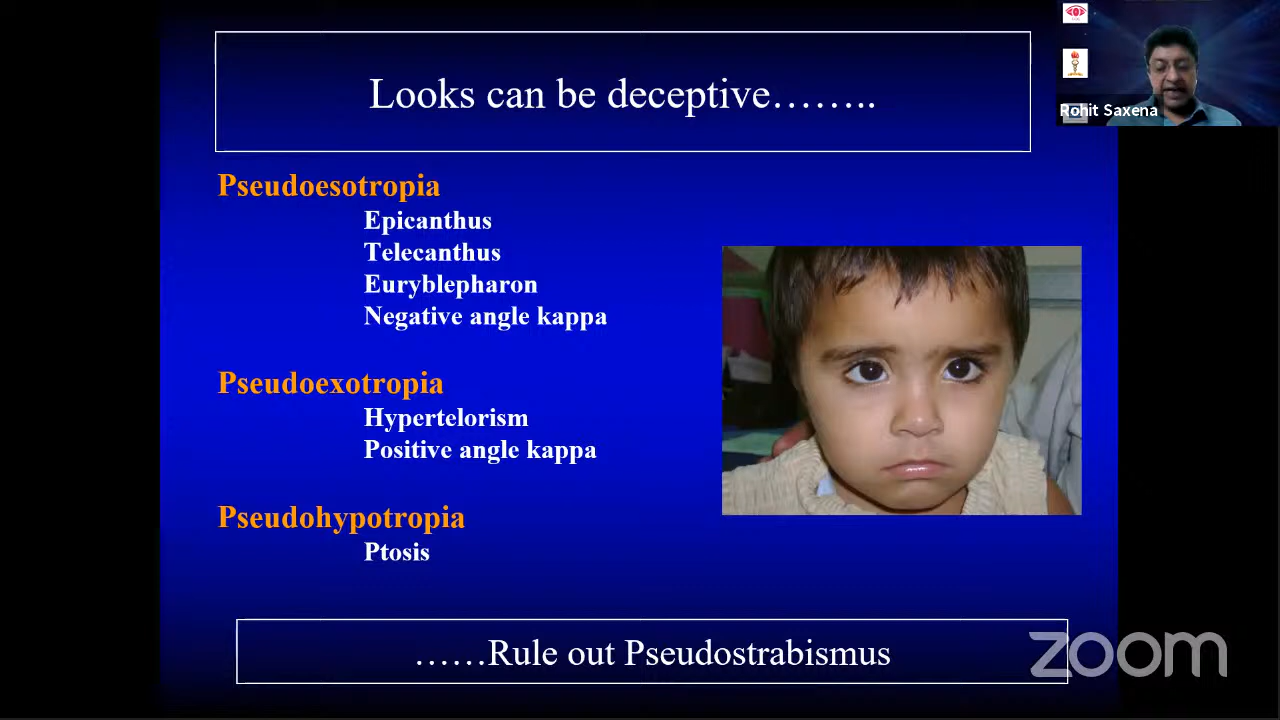 Looks can be deceptive……..
Rohit Saxena
Pseudoesotropia
Epicanthus
Telecanthus
Euryblepharon
Negative angle kappa
Pseudoexotropia
Hypertelorism
Positive angle kappa
Pseudohypotropia
Ptosis
……Rule out Pseudostrabismus
zoom